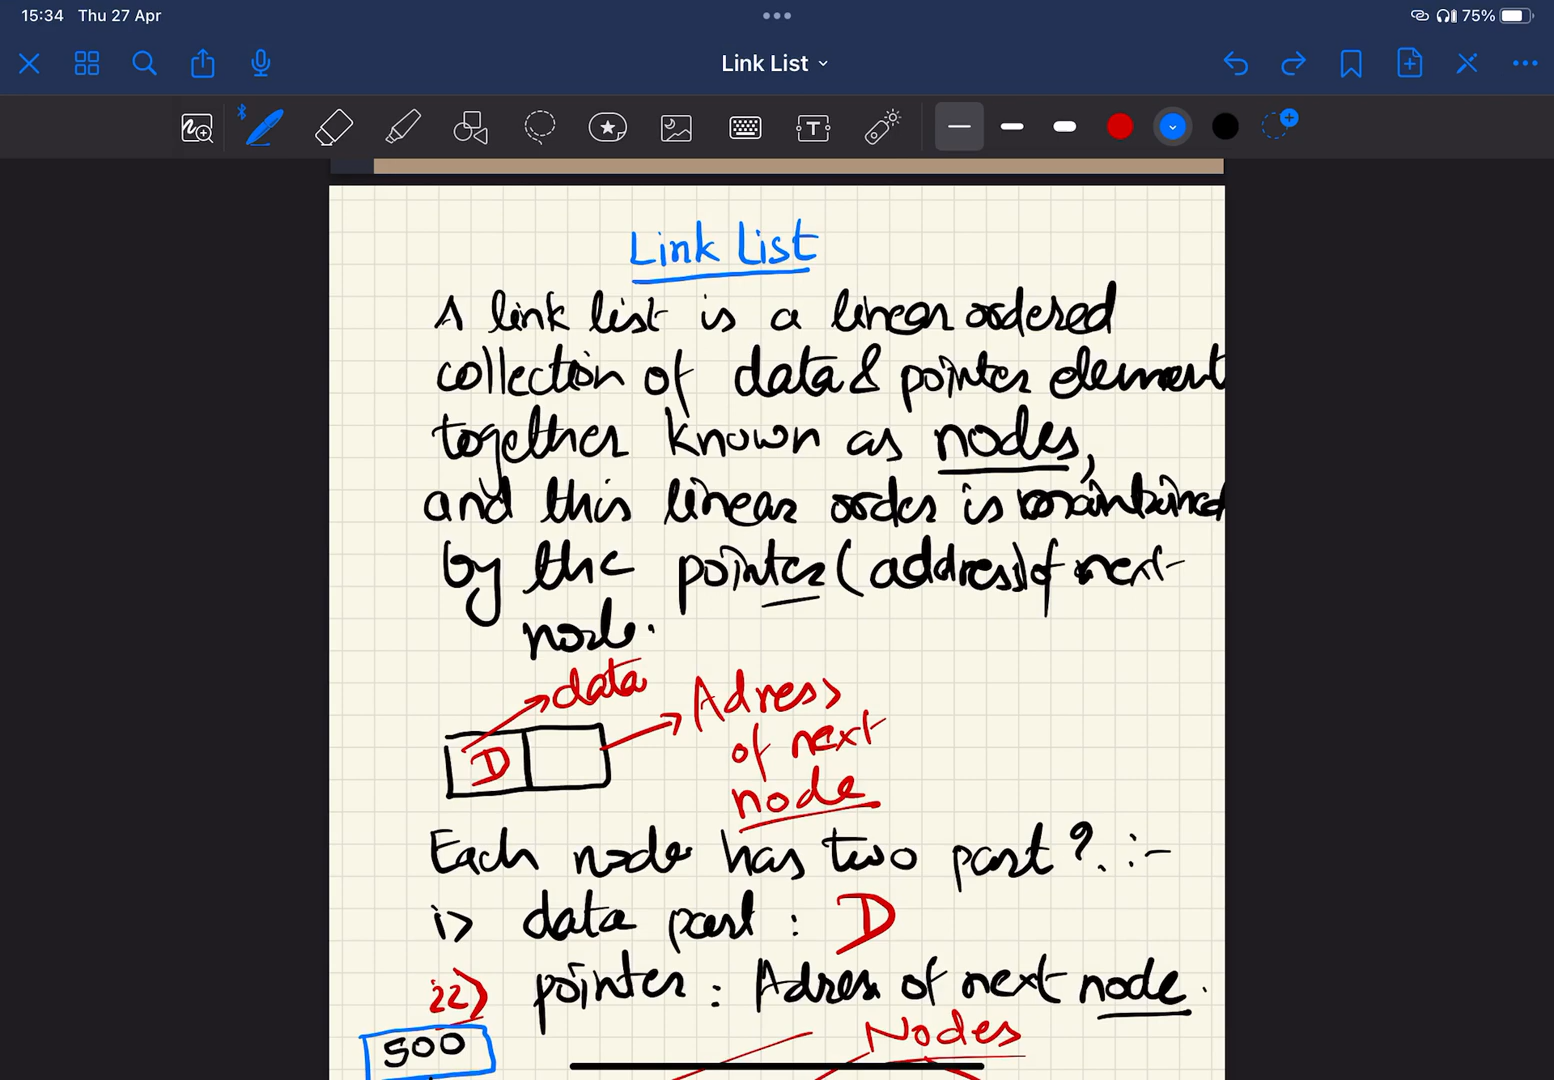 15:34 Thu 27 Apr
75%
Link List
T
Link List
A link list is a linear ordered
collection of data & pointer element
together known as nodes,
and this linear order is maintained
by the pointer (address) of next
node.
data
Adress
of next
node
D
Each node has two part ? . :-
i> data part : D
ii) pointer : Adress of next node.
500
Nodes